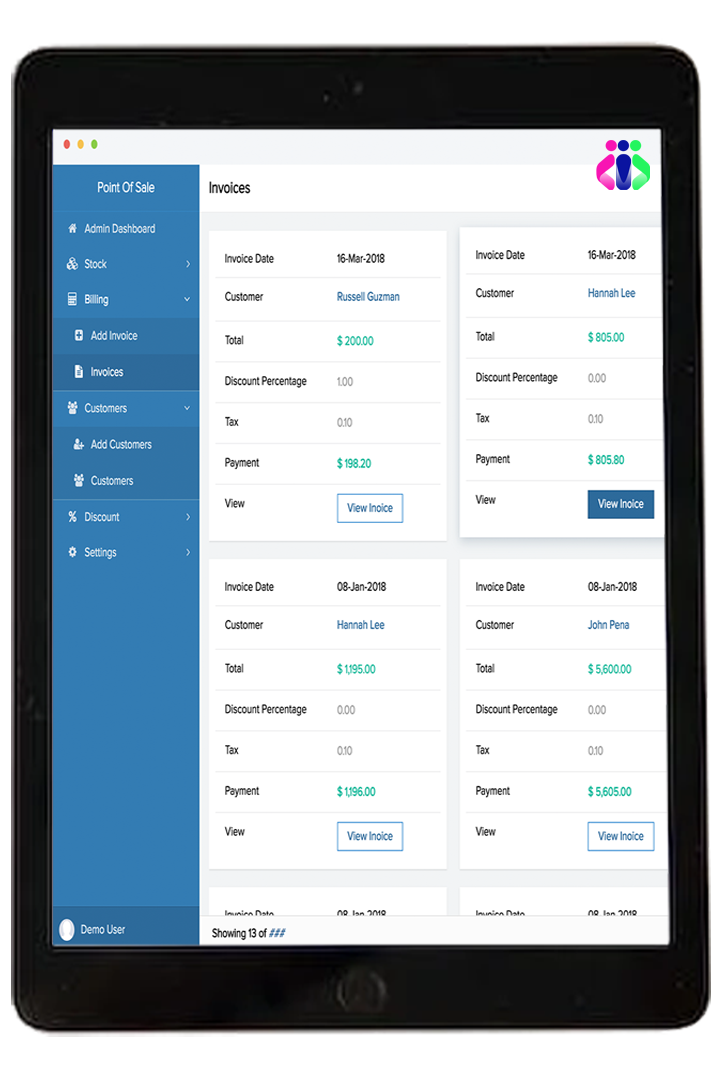 Point Of Sale
Invoices
Admin Dashboard
Stock
Billing
Add Invoice
Invoices
Customers
Add Customers
Customers
Discount
Settings
Demo User
Invoice Date 16-Mar-2018
Customer Russell Guzman
Total $ 200.00
Discount Percentage 1.00
Tax 0.10
Payment $ 198.20
View View Inoice
Invoice Date 16-Mar-2018
Customer Hannah Lee
Total $ 805.00
Discount Percentage 0.00
Tax 0.10
Payment $ 805.80
View View Inoice
Invoice Date 08-Jan-2018
Customer Hannah Lee
Total $ 1,195.00
Discount Percentage 0.00
Tax 0.10
Payment $ 1,196.00
View View Inoice
Invoice Date 08-Jan-2018
Customer John Pena
Total $ 5,600.00
Discount Percentage 0.00
Tax 0.10
Payment $ 5,605.00
View View Inoice
Invoice Date 08-Jan-2018
Invoice Date 08-Jan-2018
Showing 13 of ###